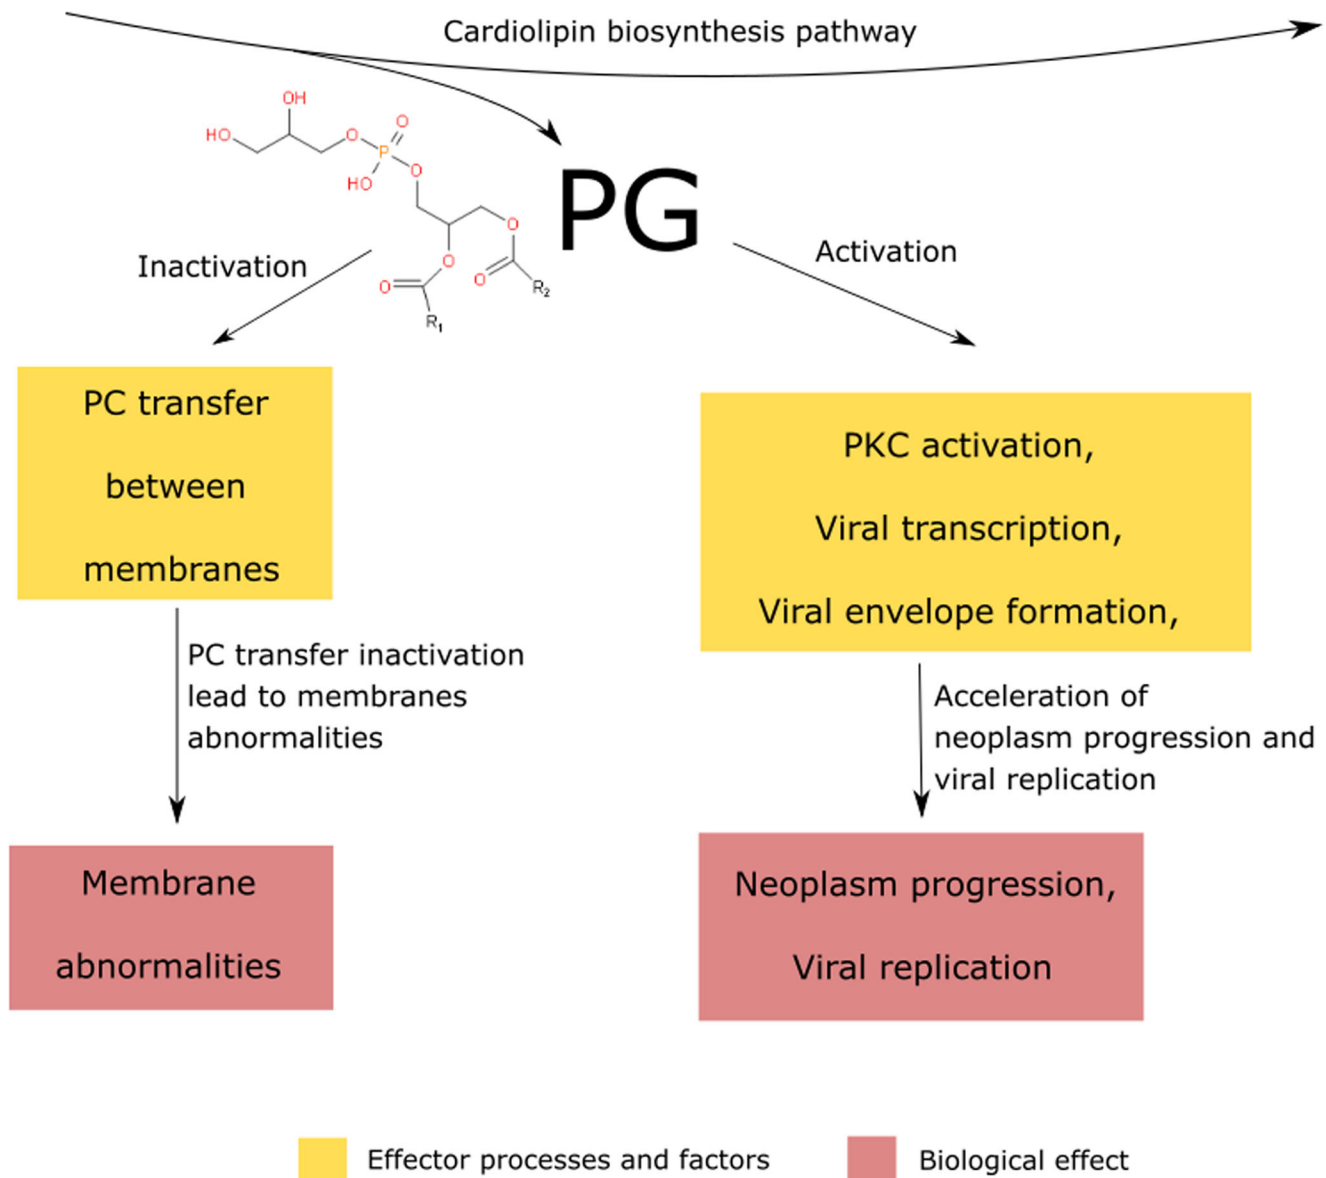 Cardiolipin biosynthesis pathway
OH
HO
O
O
P
HO
O
PG
O
O
O
O
R₁
R₂
Inactivation
Activation
PC transfer
between
membranes
PKC activation,
Viral transcription,
Viral envelope formation,
PC transfer inactivation
lead to membranes
abnormalities
Acceleration of
neoplasm progression and
viral replication
Membrane
abnormalities
Neoplasm progression,
Viral replication
Effector processes and factors
Biological effect